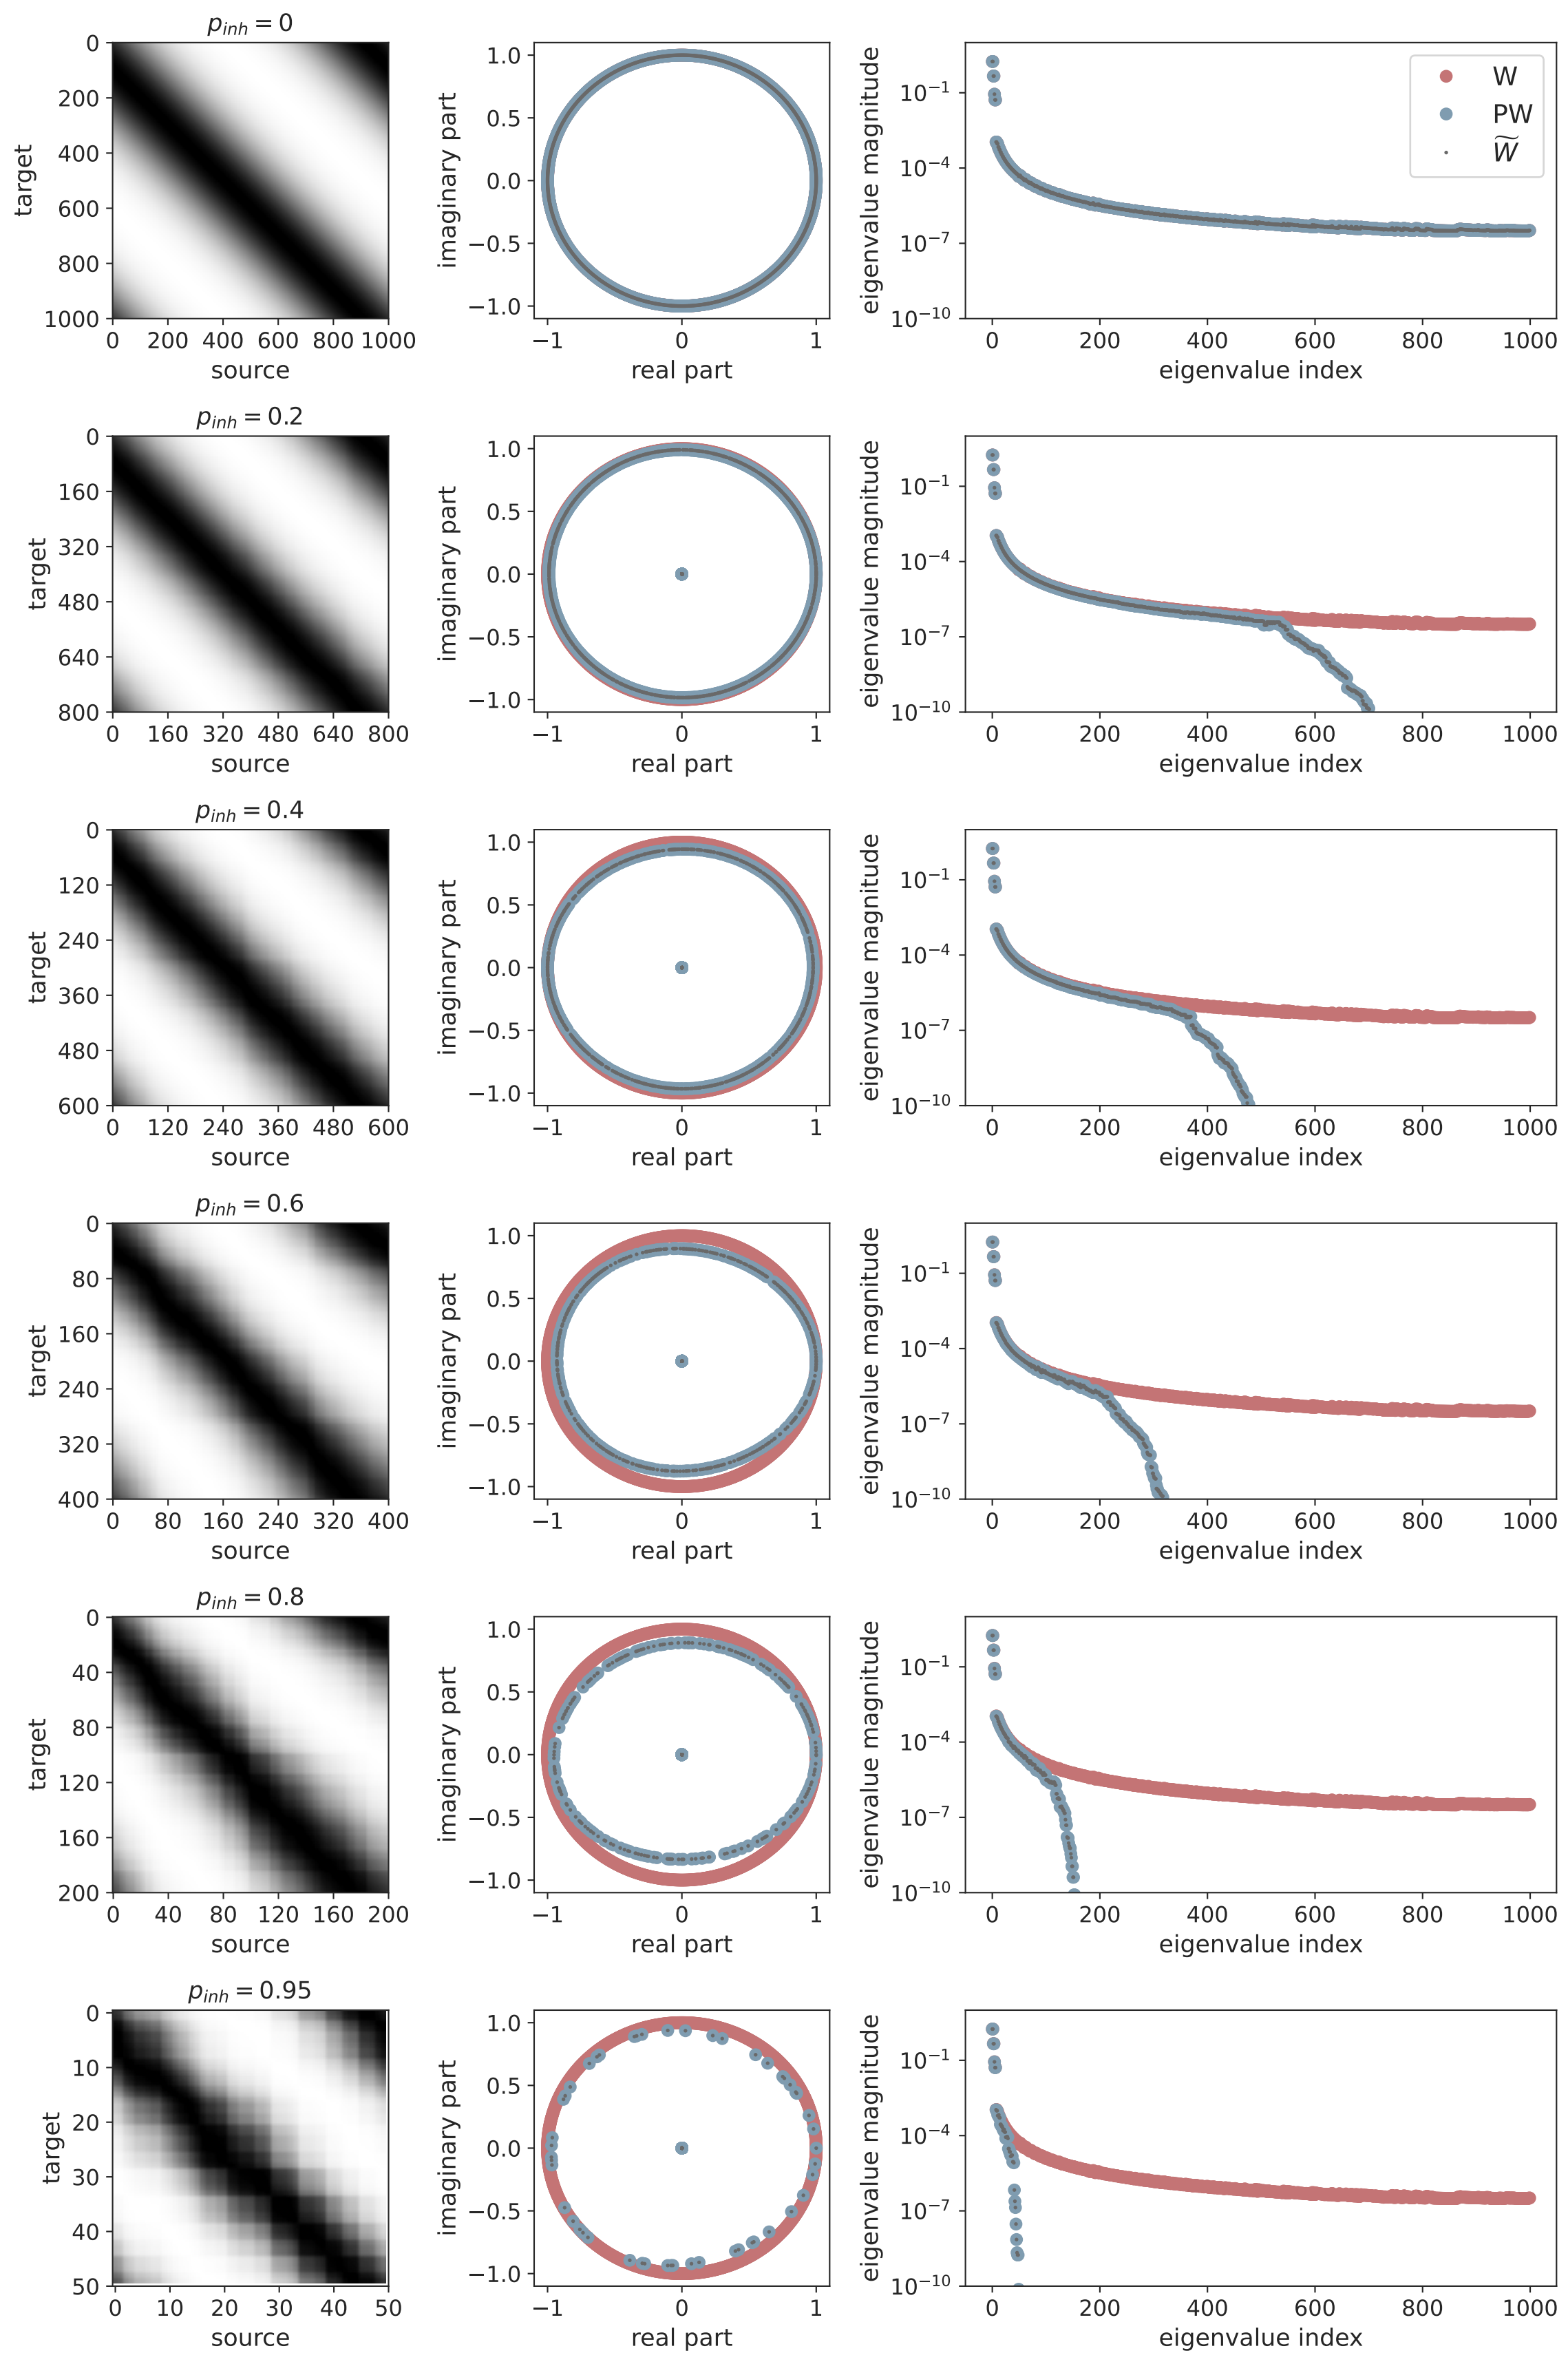 p_inh = 0
0
200
400
600
800
1000
target
0 200 400 600 800 1000
source
1.0
0.5
0.0
−0.5
−1.0
imaginary part
−1 0 1
real part
10^−1
10^−4
10^−7
10^−10
eigenvalue magnitude
0 200 400 600 800 1000
eigenvalue index
W
PW
W̃
p_inh = 0.2
0
160
320
480
640
800
target
0 160 320 480 640 800
source
1.0
0.5
0.0
−0.5
−1.0
imaginary part
−1 0 1
real part
10^−1
10^−4
10^−7
10^−10
eigenvalue magnitude
0 200 400 600 800 1000
eigenvalue index
p_inh = 0.4
0
120
240
360
480
600
target
0 120 240 360 480 600
source
1.0
0.5
0.0
−0.5
−1.0
imaginary part
−1 0 1
real part
10^−1
10^−4
10^−7
10^−10
eigenvalue magnitude
0 200 400 600 800 1000
eigenvalue index
p_inh = 0.6
0
80
160
240
320
400
target
0 80 160 240 320 400
source
1.0
0.5
0.0
−0.5
−1.0
imaginary part
−1 0 1
real part
10^−1
10^−4
10^−7
10^−10
eigenvalue magnitude
0 200 400 600 800 1000
eigenvalue index
p_inh = 0.8
0
40
80
120
160
200
target
0 40 80 120 160 200
source
1.0
0.5
0.0
−0.5
−1.0
imaginary part
−1 0 1
real part
10^−1
10^−4
10^−7
10^−10
eigenvalue magnitude
0 200 400 600 800 1000
eigenvalue index
p_inh = 0.95
0
10
20
30
40
50
target
0 10 20 30 40 50
source
1.0
0.5
0.0
−0.5
−1.0
imaginary part
−1 0 1
real part
10^−1
10^−4
10^−7
10^−10
eigenvalue magnitude
0 200 400 600 800 1000
eigenvalue index